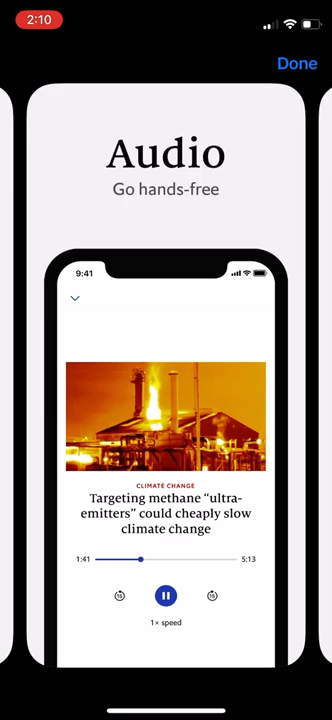 2:10
Done
Audio
Go hands-free
9:41
CLIMATE CHANGE
Targeting methane “ultra-
emitters” could cheaply slow
climate change
1:41
5:13
15
15
1× speed